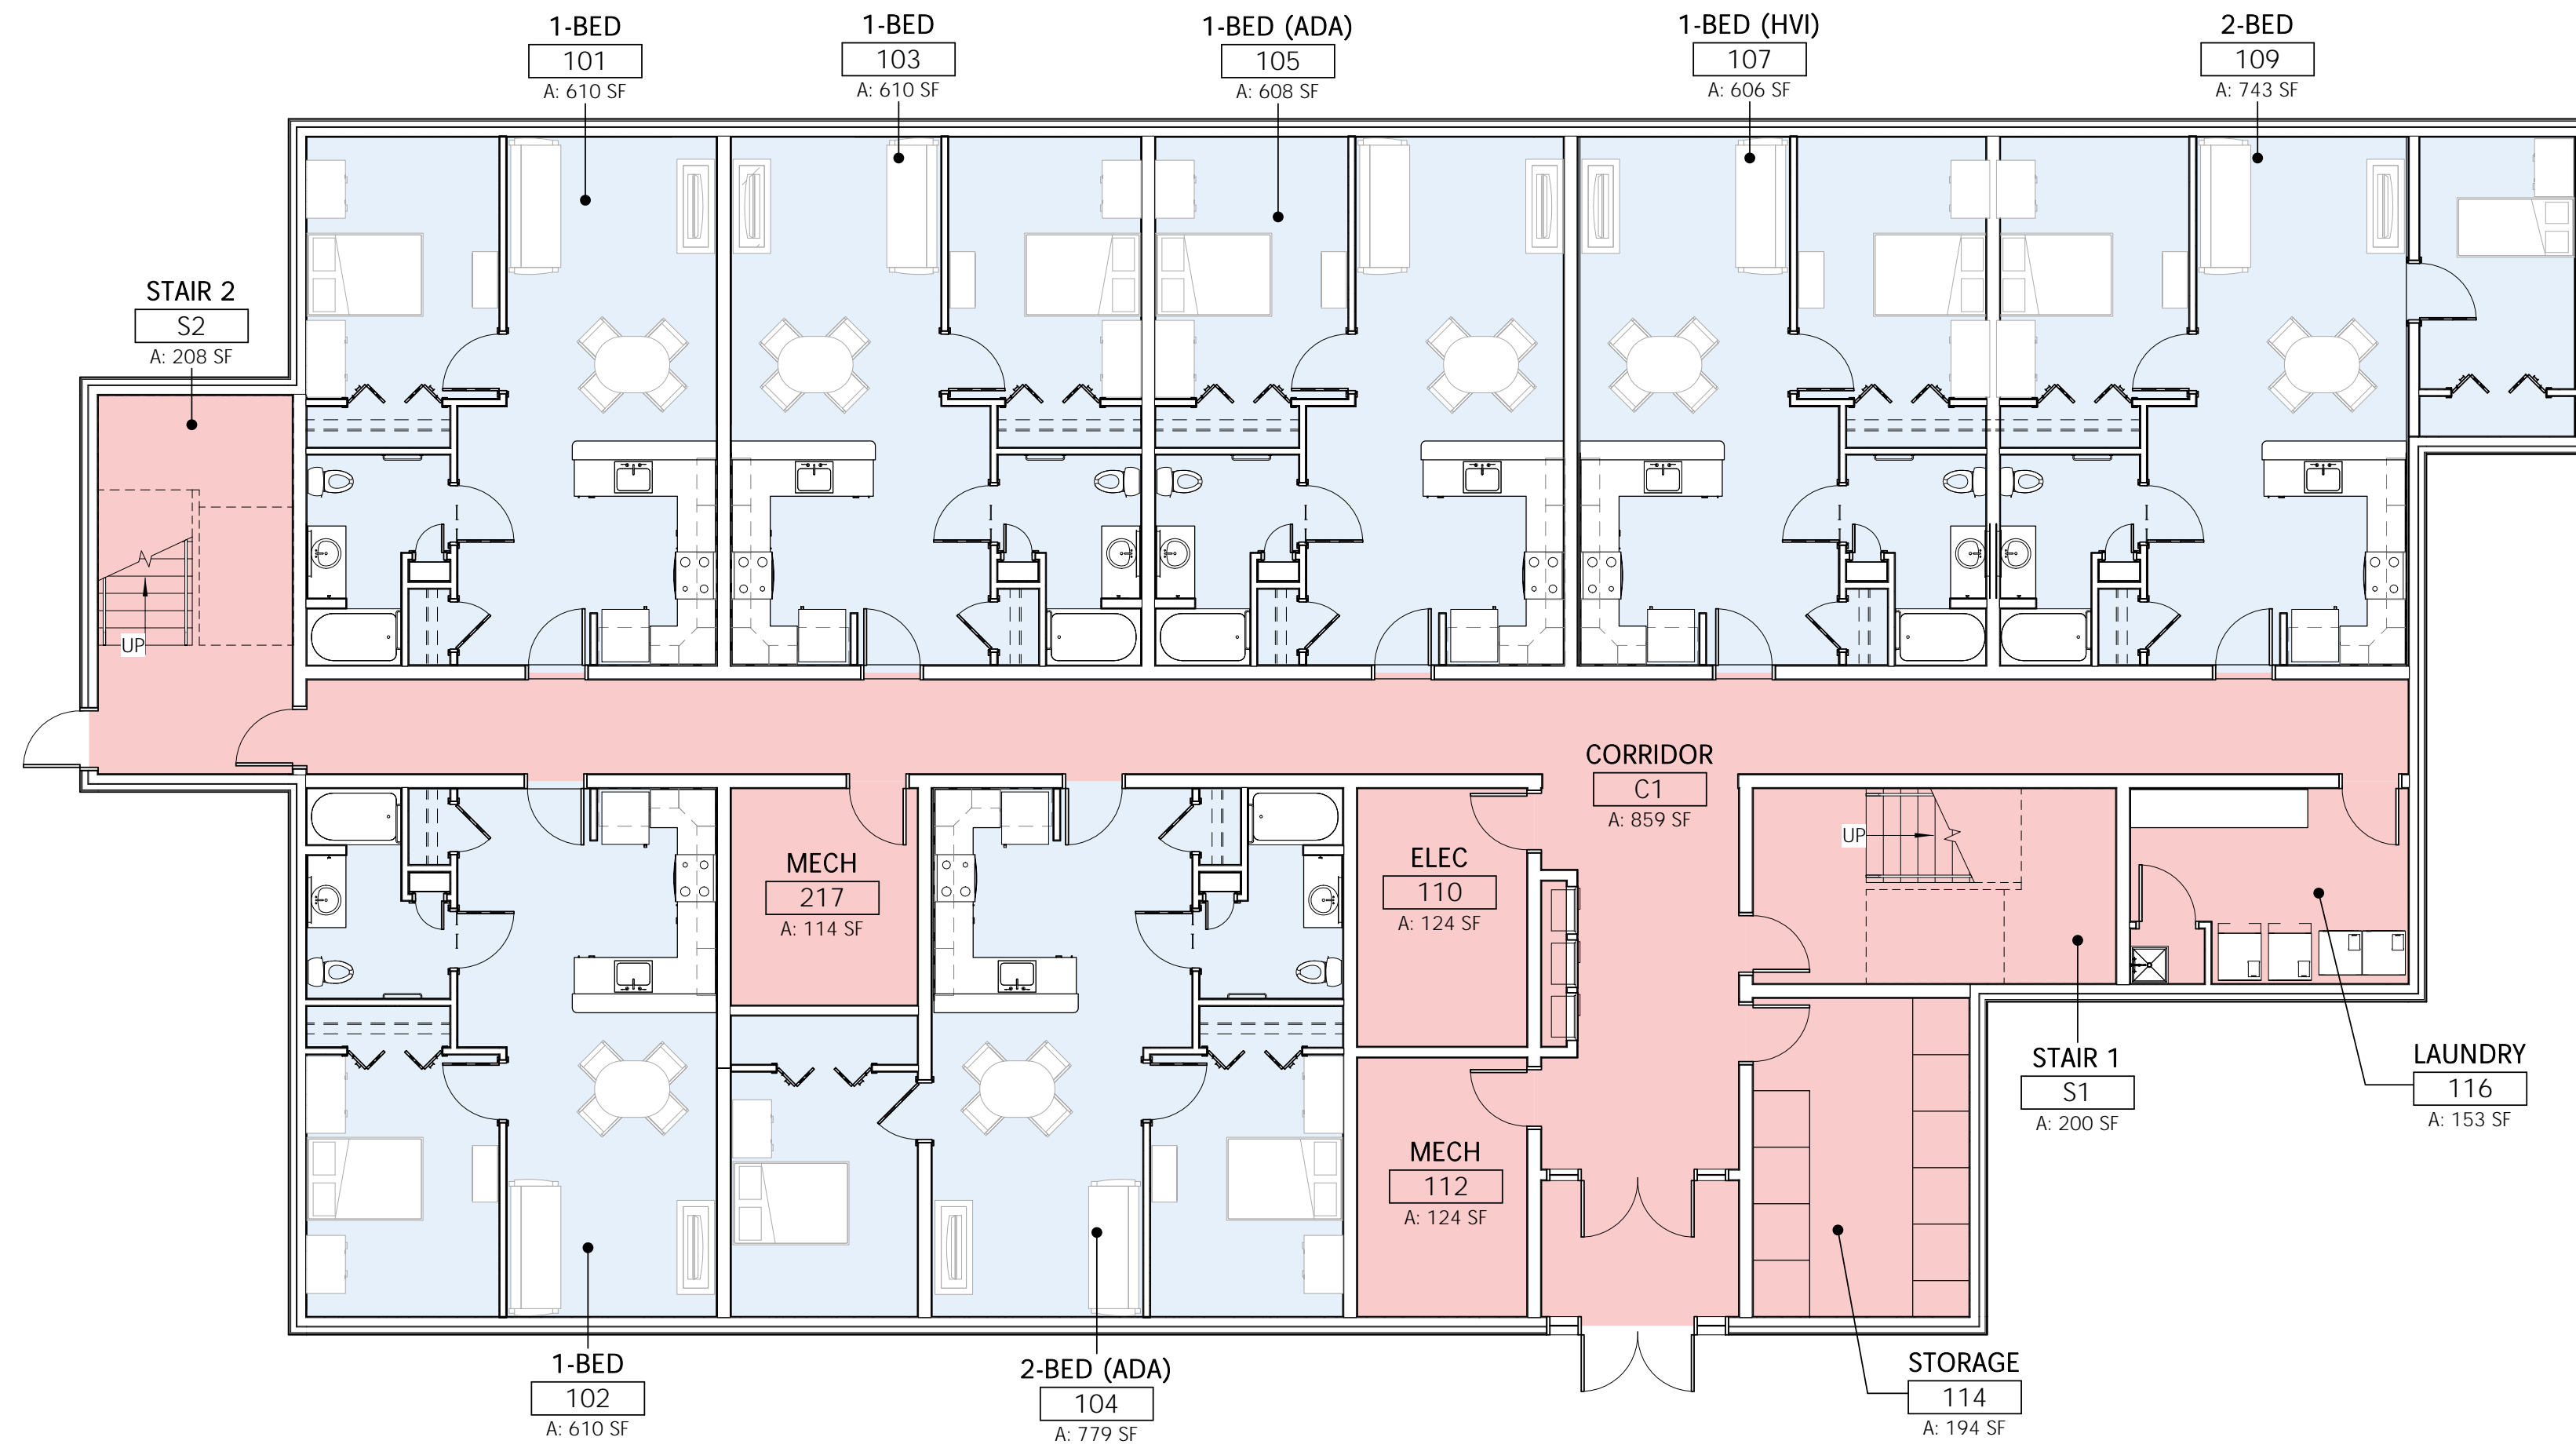 1-BED
101
A: 610 SF
1-BED
103
A: 610 SF
1-BED (ADA)
105
A: 608 SF
1-BED (HVI)
107
A: 606 SF
2-BED
109
A: 743 SF
STAIR 2
S2
A: 208 SF
UP
CORRIDOR
C1
A: 859 SF
UP
MECH
217
A: 114 SF
ELEC
110
A: 124 SF
MECH
112
A: 124 SF
STAIR 1
S1
A: 200 SF
LAUNDRY
116
A: 153 SF
1-BED
102
A: 610 SF
2-BED (ADA)
104
A: 779 SF
STORAGE
114
A: 194 SF